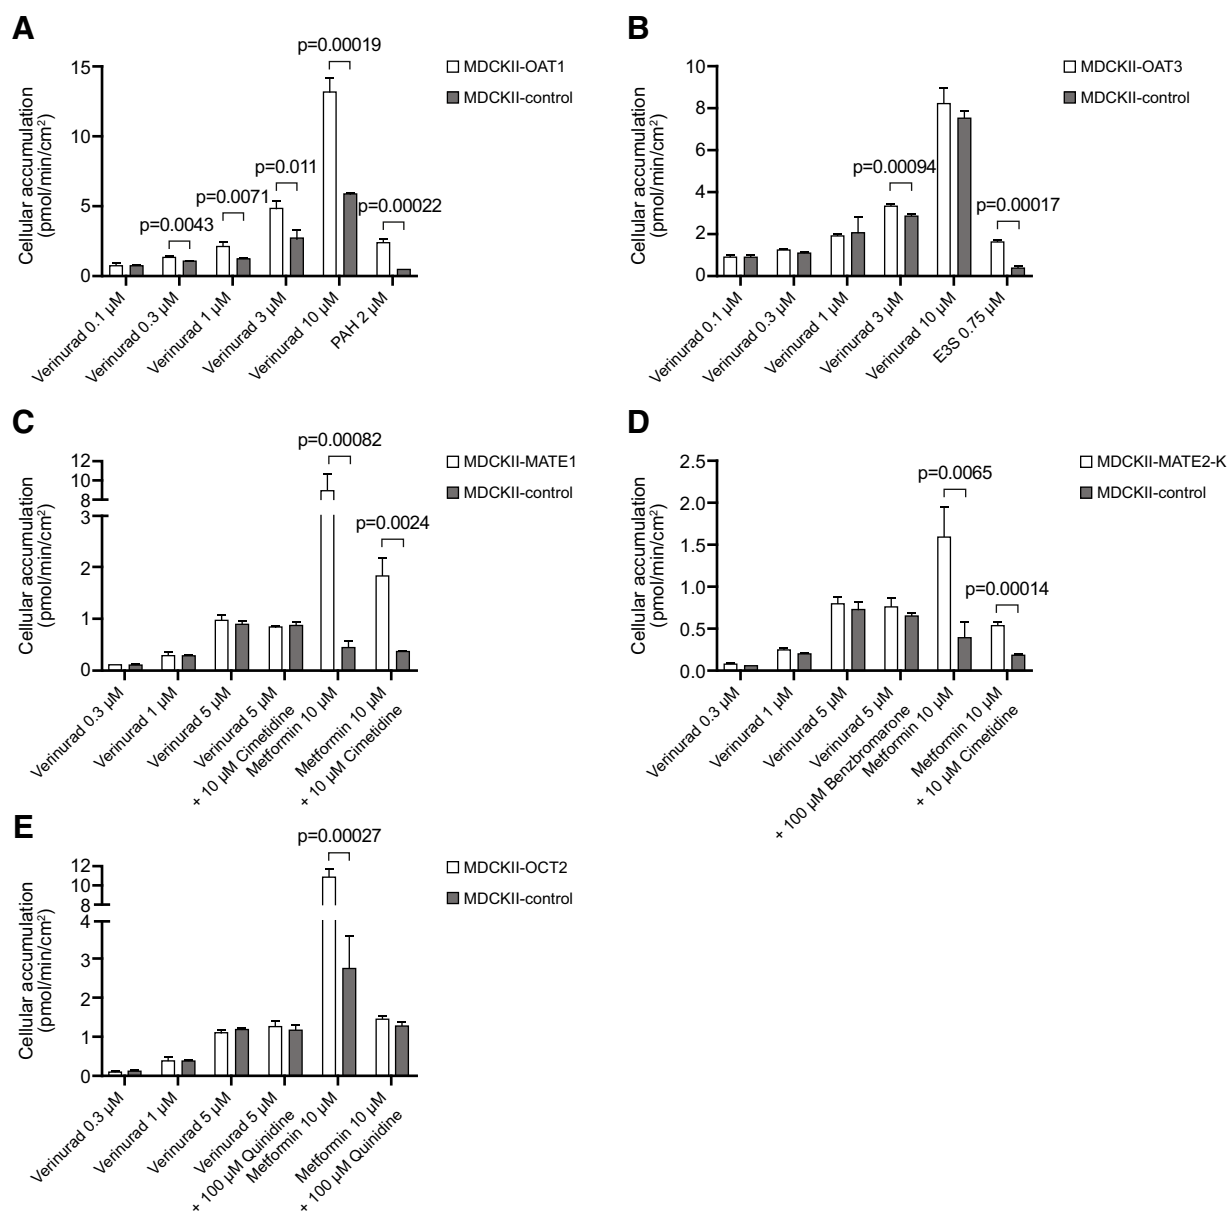 A
p=0.00019
p=0.011
p=0.0071
p=0.0043
p=0.00022
Cellular accumulation
(pmol/min/cm²)
15
10
5
0
Verinurad 0.1 µM
Verinurad 0.3 µM
Verinurad 1 µM
Verinurad 3 µM
Verinurad 10 µM
PAH 2 µM
MDCKII-OAT1
MDCKII-control
B
p=0.00094
p=0.00017
Cellular accumulation
(pmol/min/cm²)
10
8
6
4
2
0
Verinurad 0.1 µM
Verinurad 0.3 µM
Verinurad 1 µM
Verinurad 3 µM
Verinurad 10 µM
E3S 0.75 µM
MDCKII-OAT3
MDCKII-control
C
p=0.00082
p=0.0024
Cellular accumulation
(pmol/min/cm²)
12
10
8
3
2
1
0
Verinurad 0.3 µM
Verinurad 1 µM
Verinurad 5 µM
Verinurad 5 µM
+ 10 µM Cimetidine
Metformin 10 µM
Metformin 10 µM
+ 10 µM Cimetidine
MDCKII-MATE1
MDCKII-control
D
p=0.0065
p=0.00014
Cellular accumulation
(pmol/min/cm²)
2.5
2.0
1.5
1.0
0.5
0.0
Verinurad 0.3 µM
Verinurad 1 µM
Verinurad 5 µM
Verinurad 5 µM
+ 100 µM Benzbromarone
Metformin 10 µM
Metformin 10 µM
+ 10 µM Cimetidine
MDCKII-MATE2-K
MDCKII-control
E
p=0.00027
Cellular accumulation
(pmol/min/cm²)
12
10
8
4
3
2
1
0
Verinurad 0.3 µM
Verinurad 1 µM
Verinurad 5 µM
Verinurad 5 µM
+ 100 µM Quinidine
Metformin 10 µM
Metformin 10 µM
+ 100 µM Quinidine
MDCKII-OCT2
MDCKII-control